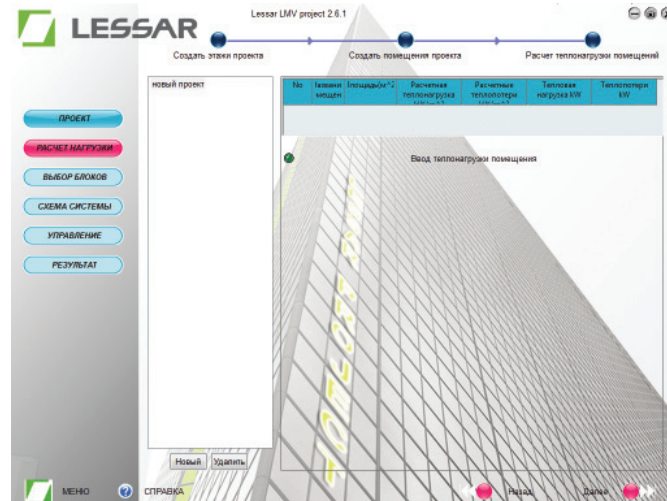 LESSAR
Lessar LMV project 2.6.1
Создать этажи проекта
Создать помещения проекта
Расчет теплонагрузки помещений
ПРОЕКТ
РАСЧЕТ НАГРУЗКИ
ВЫБОР БЛОКОВ
СХЕМА СИСТЕМЫ
УПРАВЛЕНИЕ
РЕЗУЛЬТАТ
новый проект
No
Расчетная
теплонагрузка
Расчетные
теплопотери
Тепловая
нагрузка kW
Теплопотери
kW
Ввод теплонагрузки помещения
Новый
Удалить
МЕНЮ
СПРАВКА
Назад
Далее